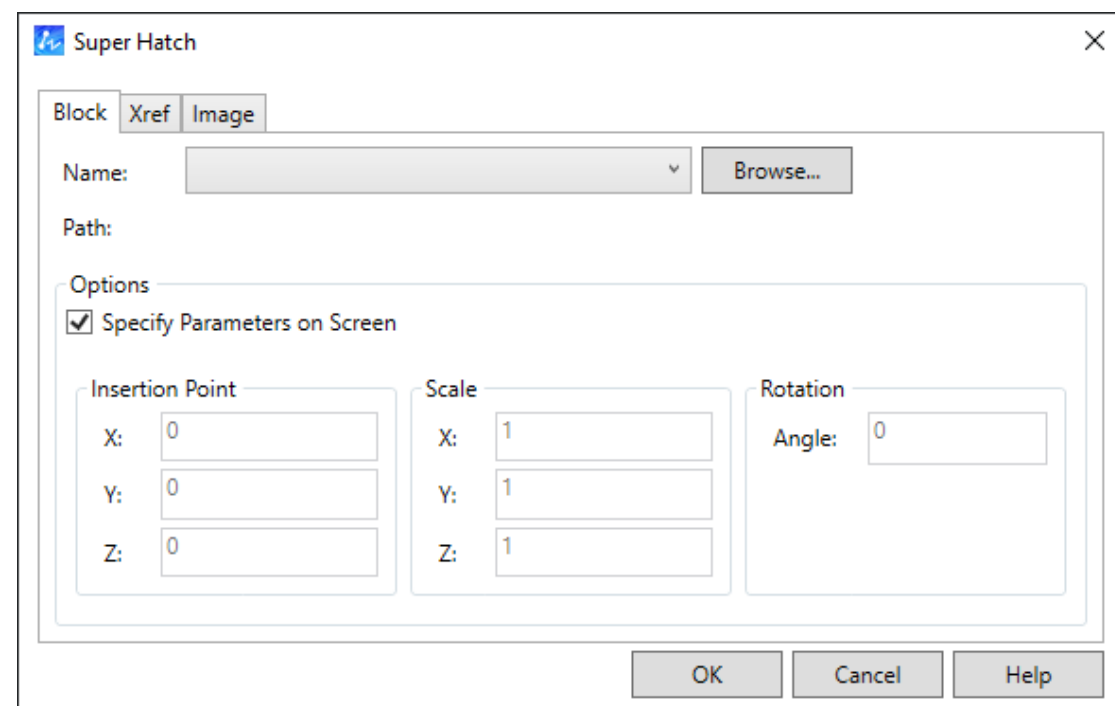 Super Hatch
Block Xref Image
Name: Browse...
Path:
Options
Specify Parameters on Screen
Insertion Point Scale Rotation
X: 0 X: 1 Angle: 0
Y: 0 Y: 1
Z: 0 Z: 1
OK Cancel Help